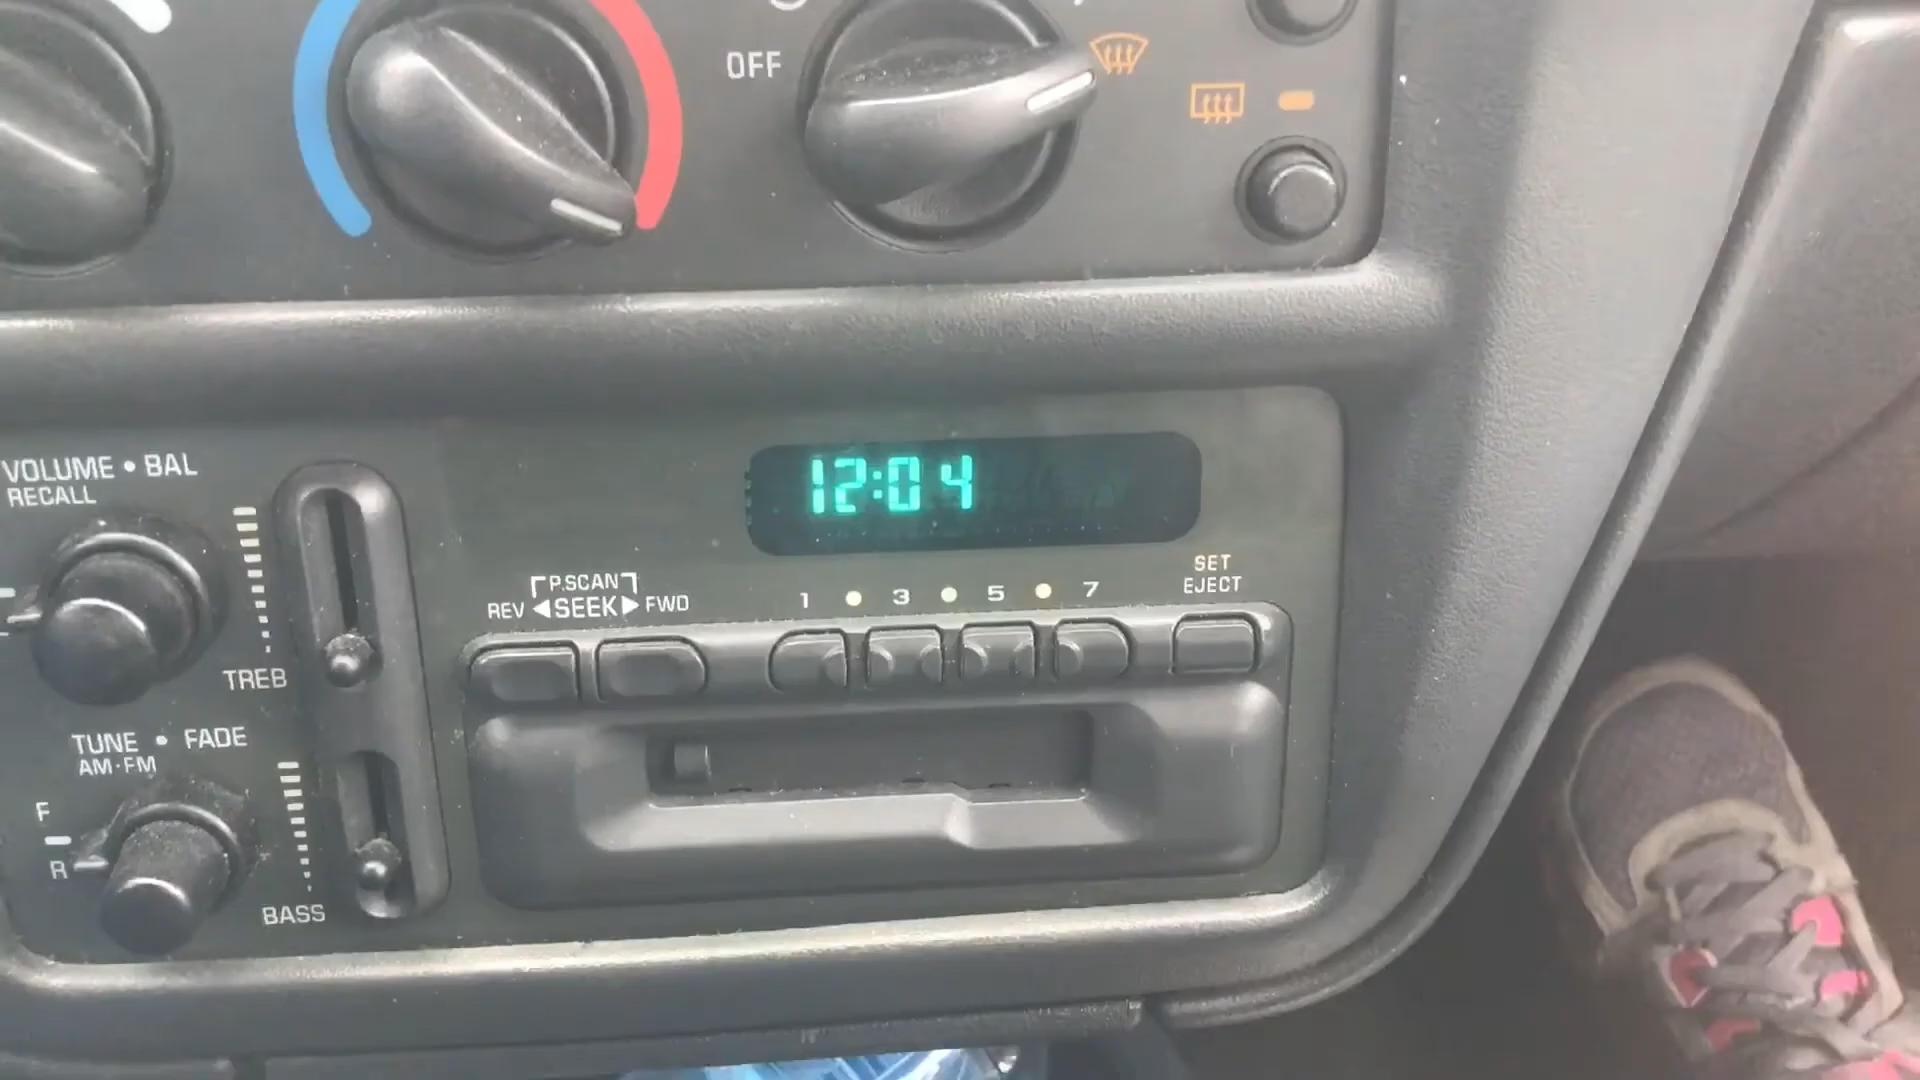 OFF
12:04
VOLUME • BAL
RECALL
TREB
TUNE • FADE
AM·FM
F
R
BASS
P.SCAN
REV ◀SEEK▶ FWD
1 • 3 • 5 • 7
SET
EJECT